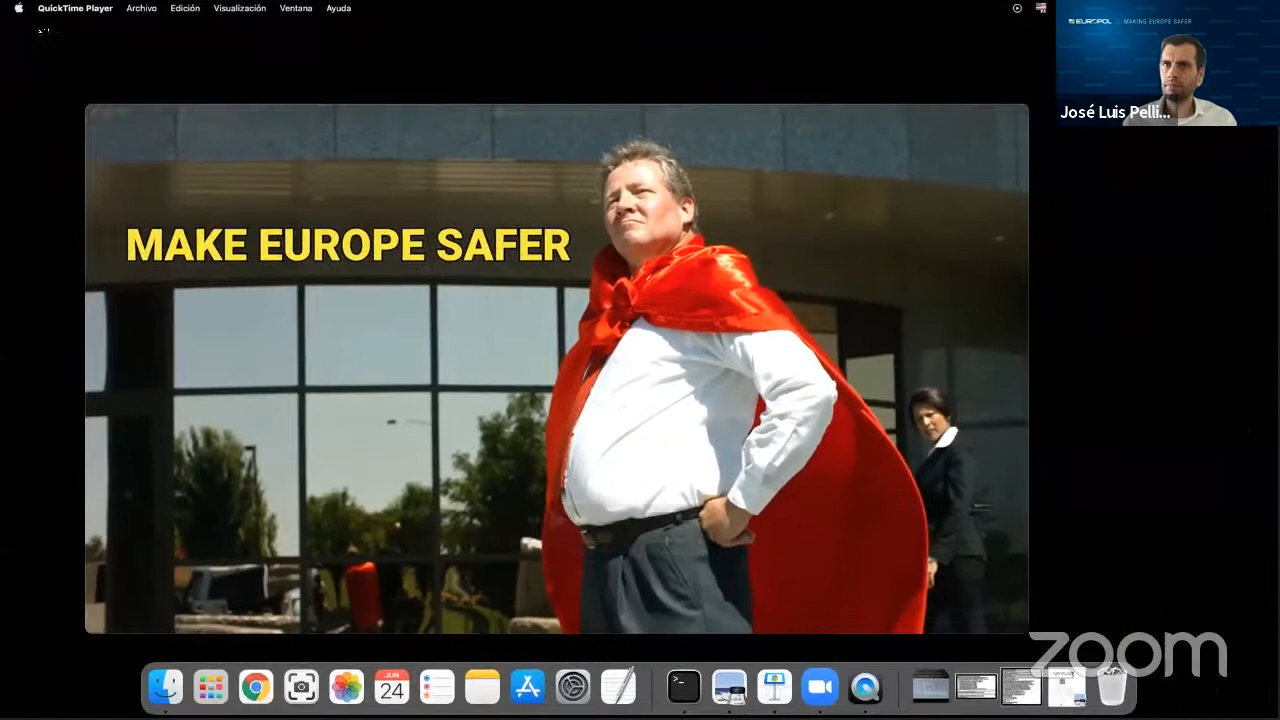 QuickTime Player Archivo Edición Visualización Ventana Ayuda
EUROPOL MAKING EUROPE SAFER
José Luis Pelli...
MAKE EUROPE SAFER
JUN
24
zoom